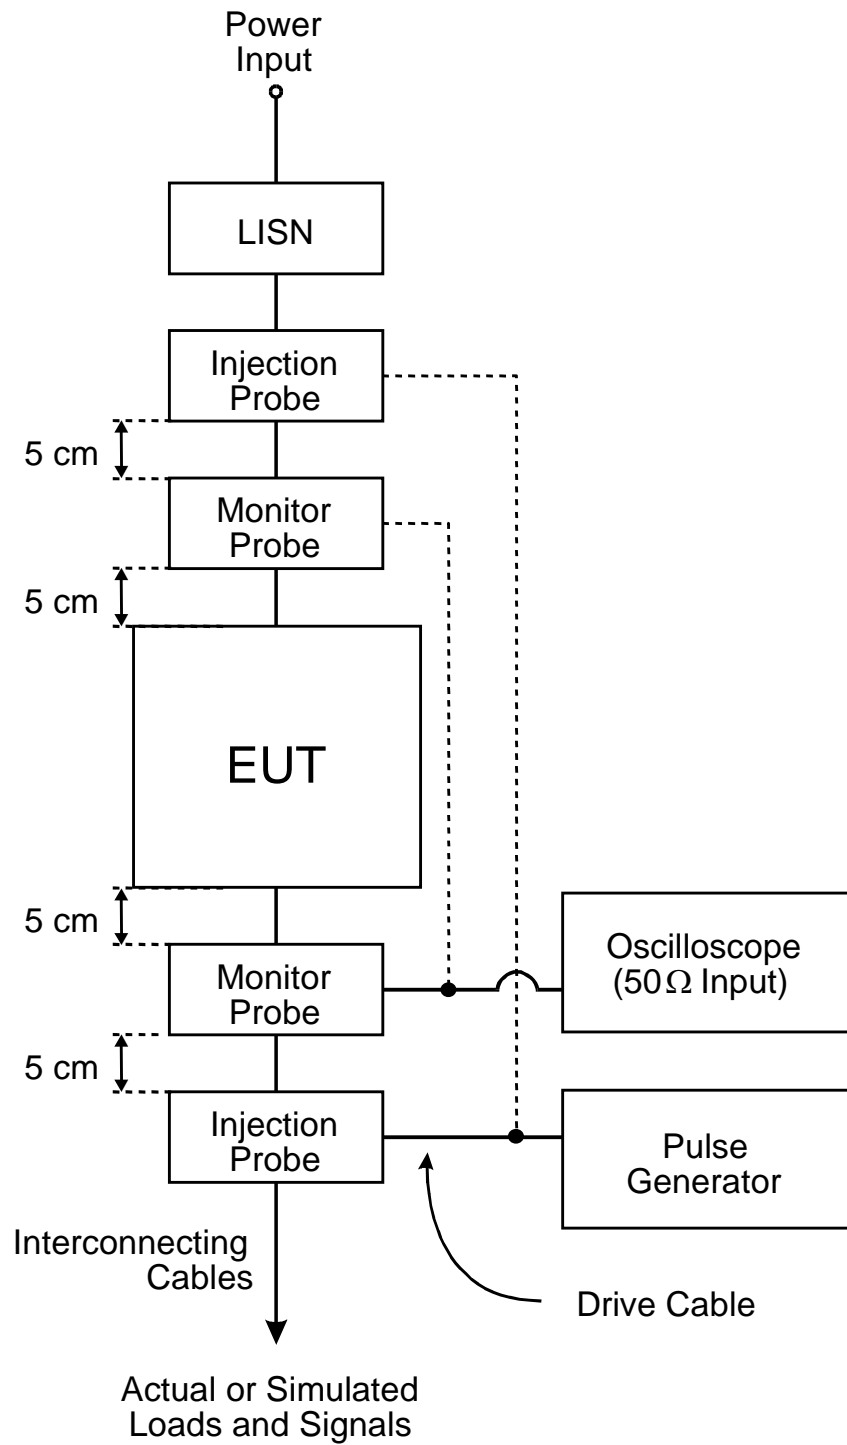 Power
Input
LISN
Injection
Probe
5 cm
Monitor
Probe
5 cm
EUT
5 cm
Monitor
Probe
Oscilloscope
(50Ω Input)
5 cm
Injection
Probe
Pulse
Generator
Interconnecting
Cables
Drive Cable
Actual or Simulated
Loads and Signals